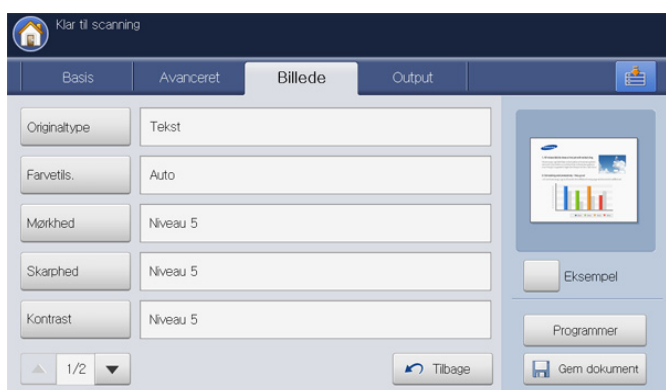 Klar til scanning
Basis
Avanceret
Billede
Output
Originaltype
Tekst
Farvetils.
Auto
Mørkhed
Niveau 5
Skarphed
Niveau 5
Kontrast
Niveau 5
Eksempel
Programmer
1/2
Tilbage
Gem dokument